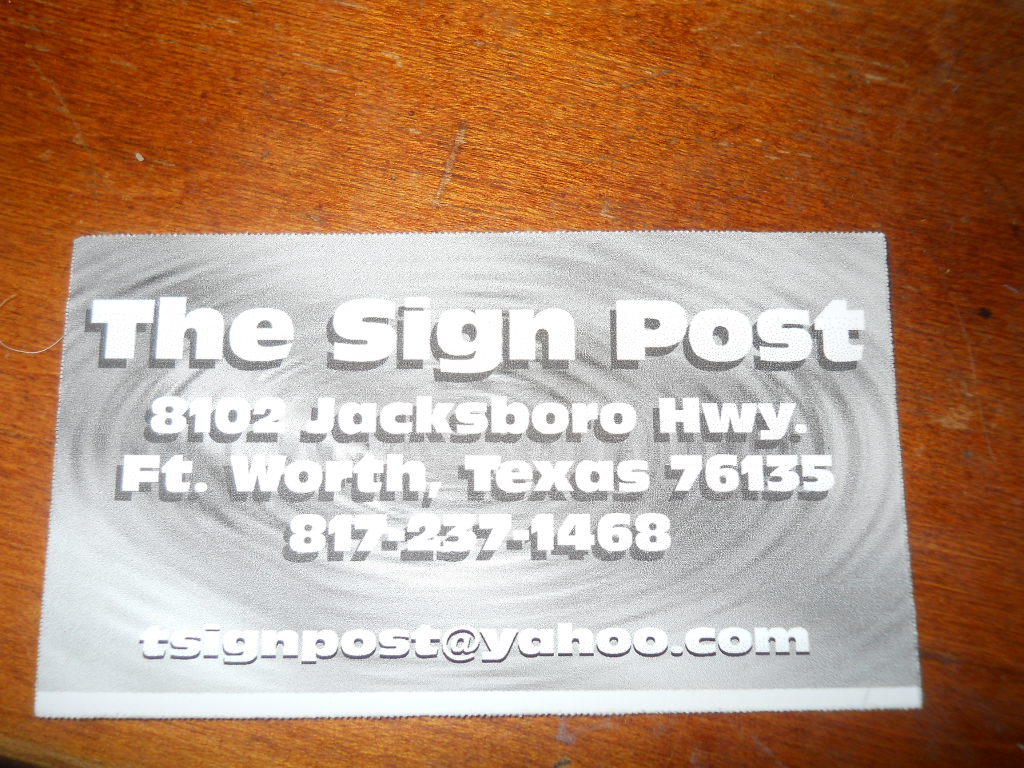 The Sign Post
8102 Jacksboro Hwy.
Ft. Worth, Texas 76135
817-237-1468
tsignpost@yahoo.com